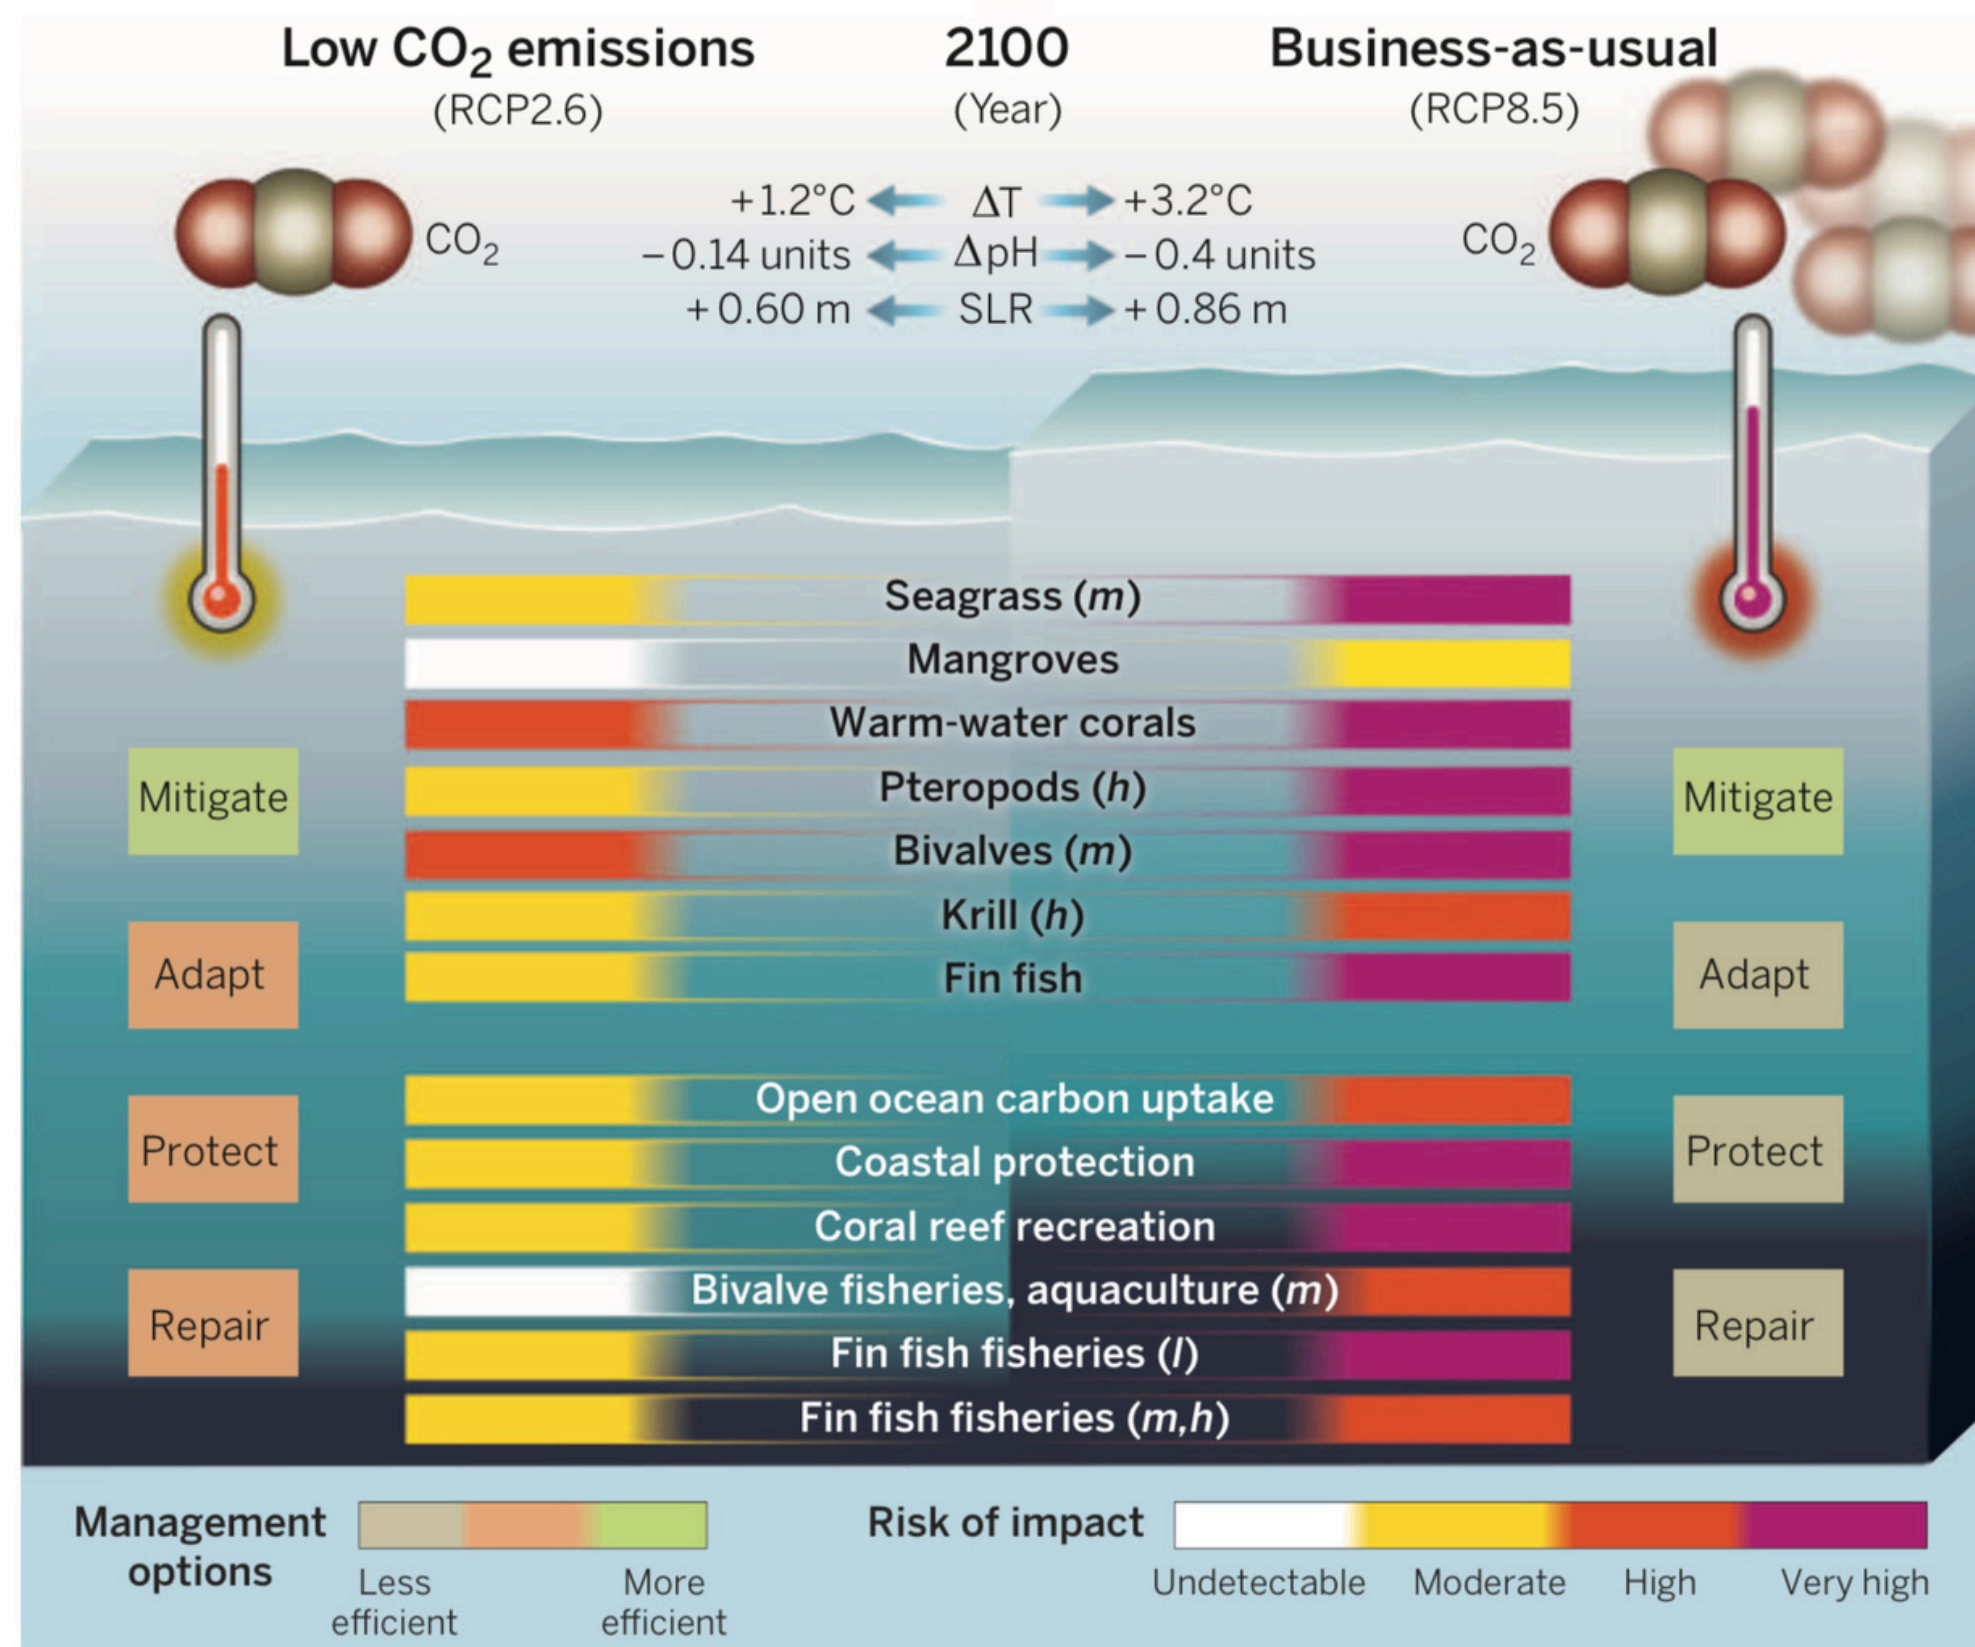 Low CO₂ emissions 2100 Business-as-usual
(RCP2.6) (Year) (RCP8.5)
+1.2°C ΔT +3.2°C
CO₂ −0.14 units ΔpH −0.4 units CO₂
+0.60 m SLR +0.86 m
Seagrass (m)
Mangroves
Warm-water corals
Mitigate Pteropods (h) Mitigate
Bivalves (m)
Krill (h)
Adapt Fin fish Adapt
Open ocean carbon uptake
Protect Coastal protection Protect
Coral reef recreation
Bivalve fisheries, aquaculture (m)
Repair Fin fish fisheries (l) Repair
Fin fish fisheries (m,h)
Management options
Less efficient
More efficient
Risk of impact
Undetectable Moderate High Very high